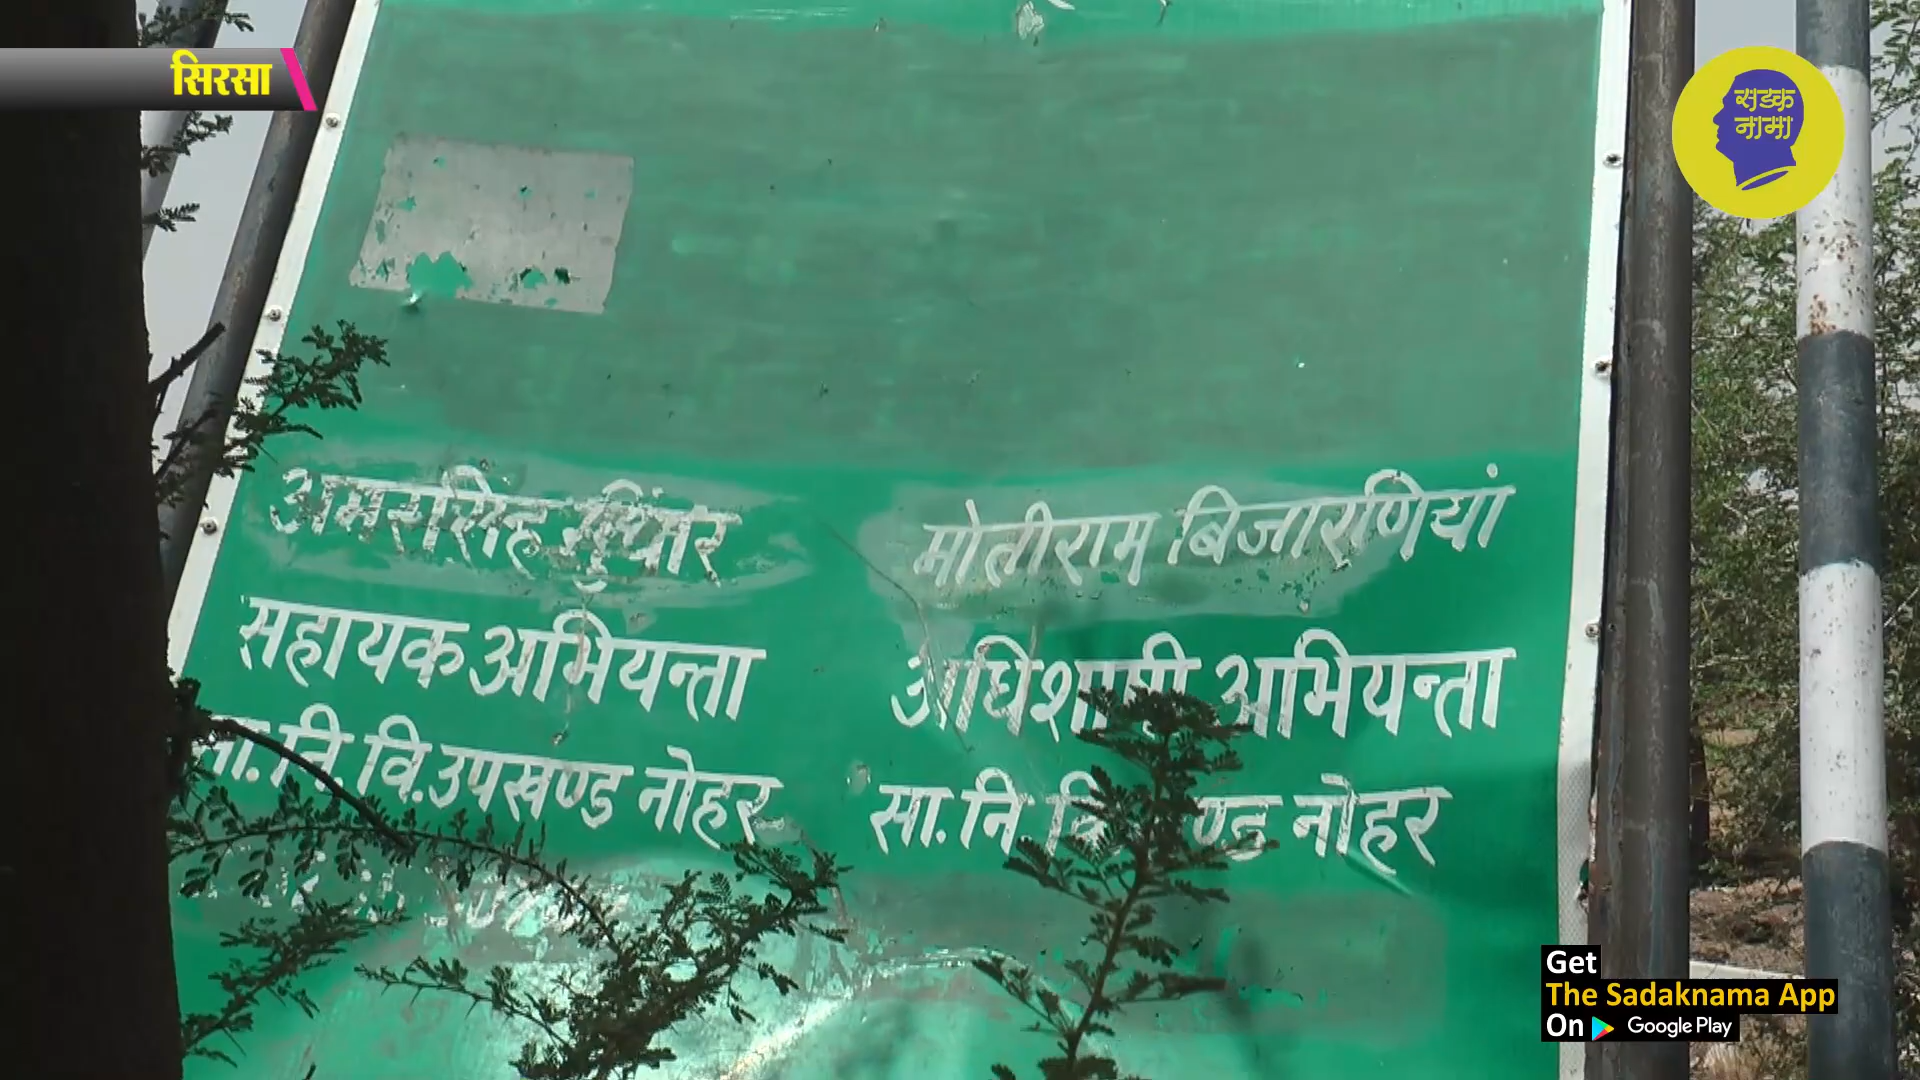 सिरसा
सड़क
नामा
मोतीराम बिजारणियां
सहायक अभियन्ता
अधिशाषी अभियन्ता
सा.नि.वि.उपखण्ड नोहर
सा.नि. नोहर
Get
The Sadaknama App
On Google Play